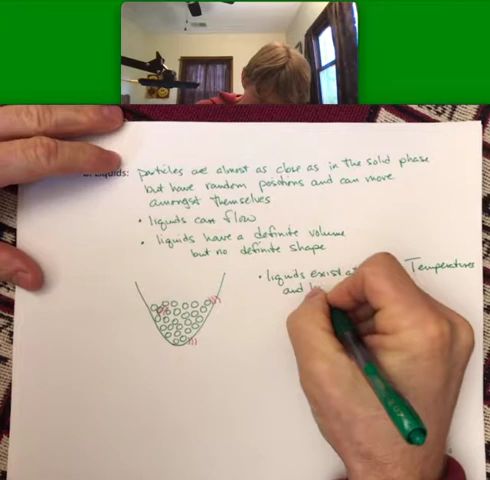 Liquids: particles are almost as close as in the solid phase
but have random positions and can move
amongst themselves
• liquids can flow
• liquids have a definite volume
but no definite shape
• liquids exist Temperatures
and